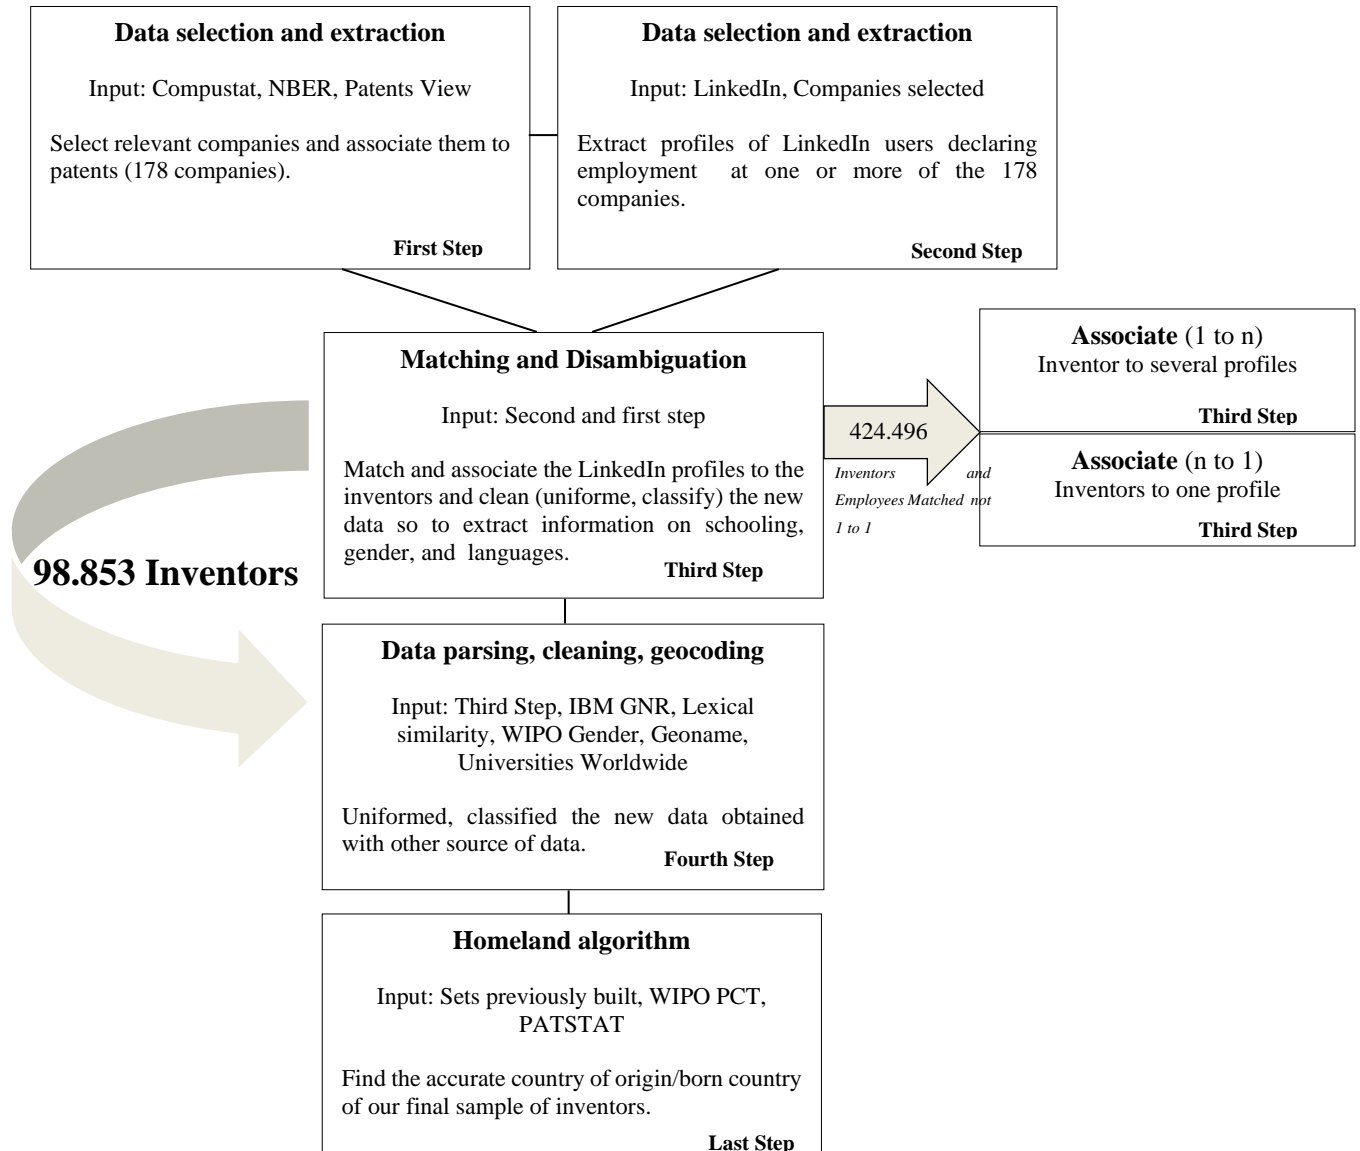 Data selection and extraction
Input: Compustat, NBER, Patents View
Select relevant companies and associate them to
patents (178 companies).
First Step
Data selection and extraction
Input: LinkedIn, Companies selected
Extract profiles of LinkedIn users declaring
employment at one or more of the 178
companies.
Second Step
Matching and Disambiguation
Input: Second and first step
Match and associate the LinkedIn profiles to the
inventors and clean (uniforme, classify) the new
data so to extract information on schooling,
gender, and languages.
Third Step
424.496
Inventors and
Employees Matched not
1 to 1
Associate (1 to n)
Inventor to several profiles
Third Step
Associate (n to 1)
Inventors to one profile
Third Step
98.853 Inventors
Data parsing, cleaning, geocoding
Input: Third Step, IBM GNR, Lexical
similarity, WIPO Gender, Geoname,
Universities Worldwide
Uniformed, classified the new data obtained
with other source of data.
Fourth Step
Homeland algorithm
Input: Sets previously built, WIPO PCT,
PATSTAT
Find the accurate country of origin/born country
of our final sample of inventors.
Last Step